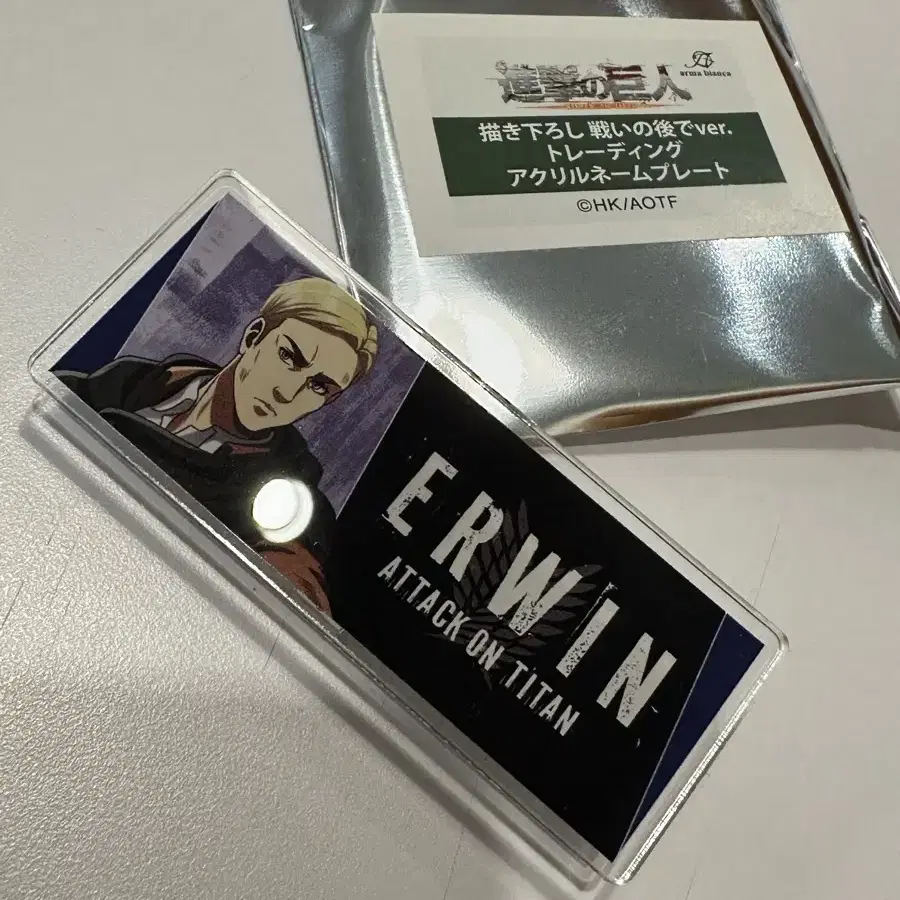 進撃の巨人
arma bianca
描き下ろし 戦いの後でver.
トレーディング
アクリルネームプレート
©HK/AOTF
ERWIN
ATTACK ON TITAN